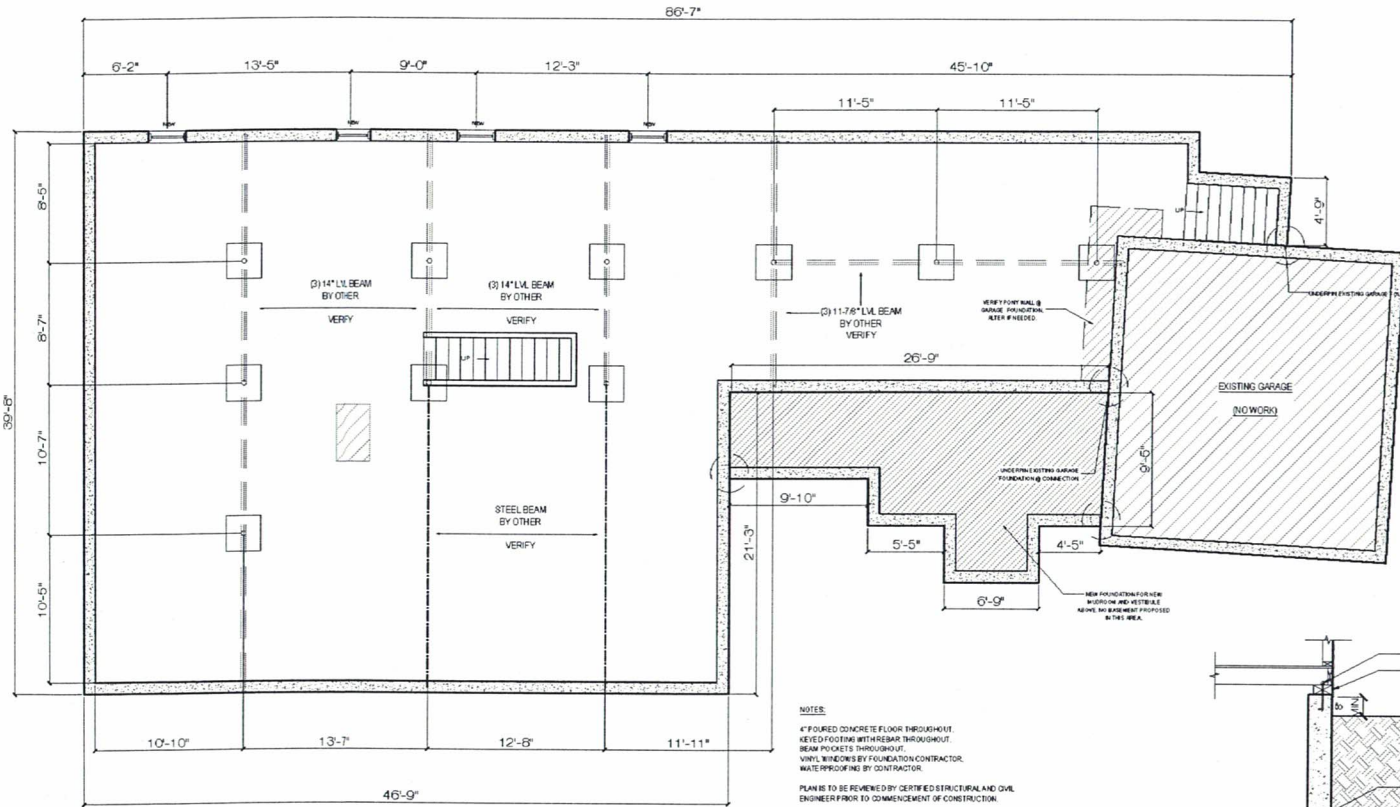 86'-7"
6'-2"
13'-5"
9'-0"
12'-3"
45'-10"
11'-5"
11'-5"
NEW
NEW
NEW
NEW
8'-5"
8'-7"
10'-7"
10'-5"
39'-8"
4'-9"
UP
UNDERPIN EXISTING GARAGE
(3) 14" LVL BEAM
BY OTHER
VERIFY
(3) 14" LVL BEAM
BY OTHER
VERIFY
(3) 11-7/8" LVL BEAM
BY OTHER
VERIFY
VERIFY PONY WALL @
GARAGE FOUNDATION,
ALTER IF NEEDED.
UP
26'-9"
EXISTING GARAGE
(NO WORK)
9'-6"
UNDERPIN EXISTING GARAGE
FOUNDATION @ CONNECTION
STEEL BEAM
BY OTHER
VERIFY
9'-10"
21'-3"
5'-5"
4'-5"
6'-9"
NEW FOUNDATION FOR NEW
MUDROOM AND VESTIBULE
ABOVE, NO BASEMENT PROPOSED
IN THIS AREA.
8"
MIN
NOTES:
4" POURED CONCRETE FLOOR THROUGHOUT.
KEYED FOOTING WITH REBAR THROUGHOUT.
BEAM POCKETS THROUGHOUT.
VINYL WINDOWS BY FOUNDATION CONTRACTOR.
WATERPROOFING BY CONTRACTOR.
PLAN IS TO BE REVIEWED BY CERTIFIED STRUCTURAL AND CIVIL
ENGINEER PRIOR TO COMMENCEMENT OF CONSTRUCTION.
10'-10"
13'-7"
12'-8"
11'-11"
46'-9"